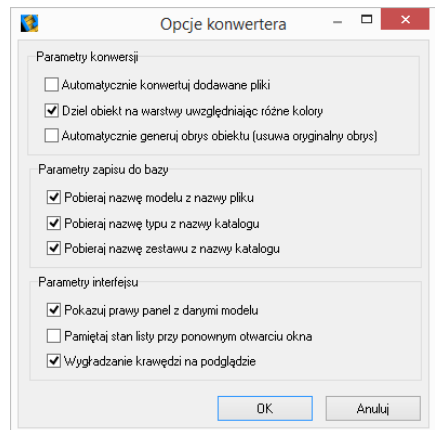 Opcje konwertera
Parametry konwersji
Automatycznie konwertuj dodawane pliki
Dziel obiekt na warstwy uwzględniając różne kolory
Automatycznie generuj obrys obiektu (usuwa oryginalny obrys)
Parametry zapisu do bazy
Pobieraj nazwę modelu z nazwy pliku
Pobieraj nazwę typu z nazwy katalogu
Pobieraj nazwę zestawu z nazwy katalogu
Parametry interfejsu
Pokazuj prawy panel z danymi modelu
Pamiętaj stan listy przy ponownym otwarciu okna
Wygładzanie krawędzi na podglądzie
OK Anuluj